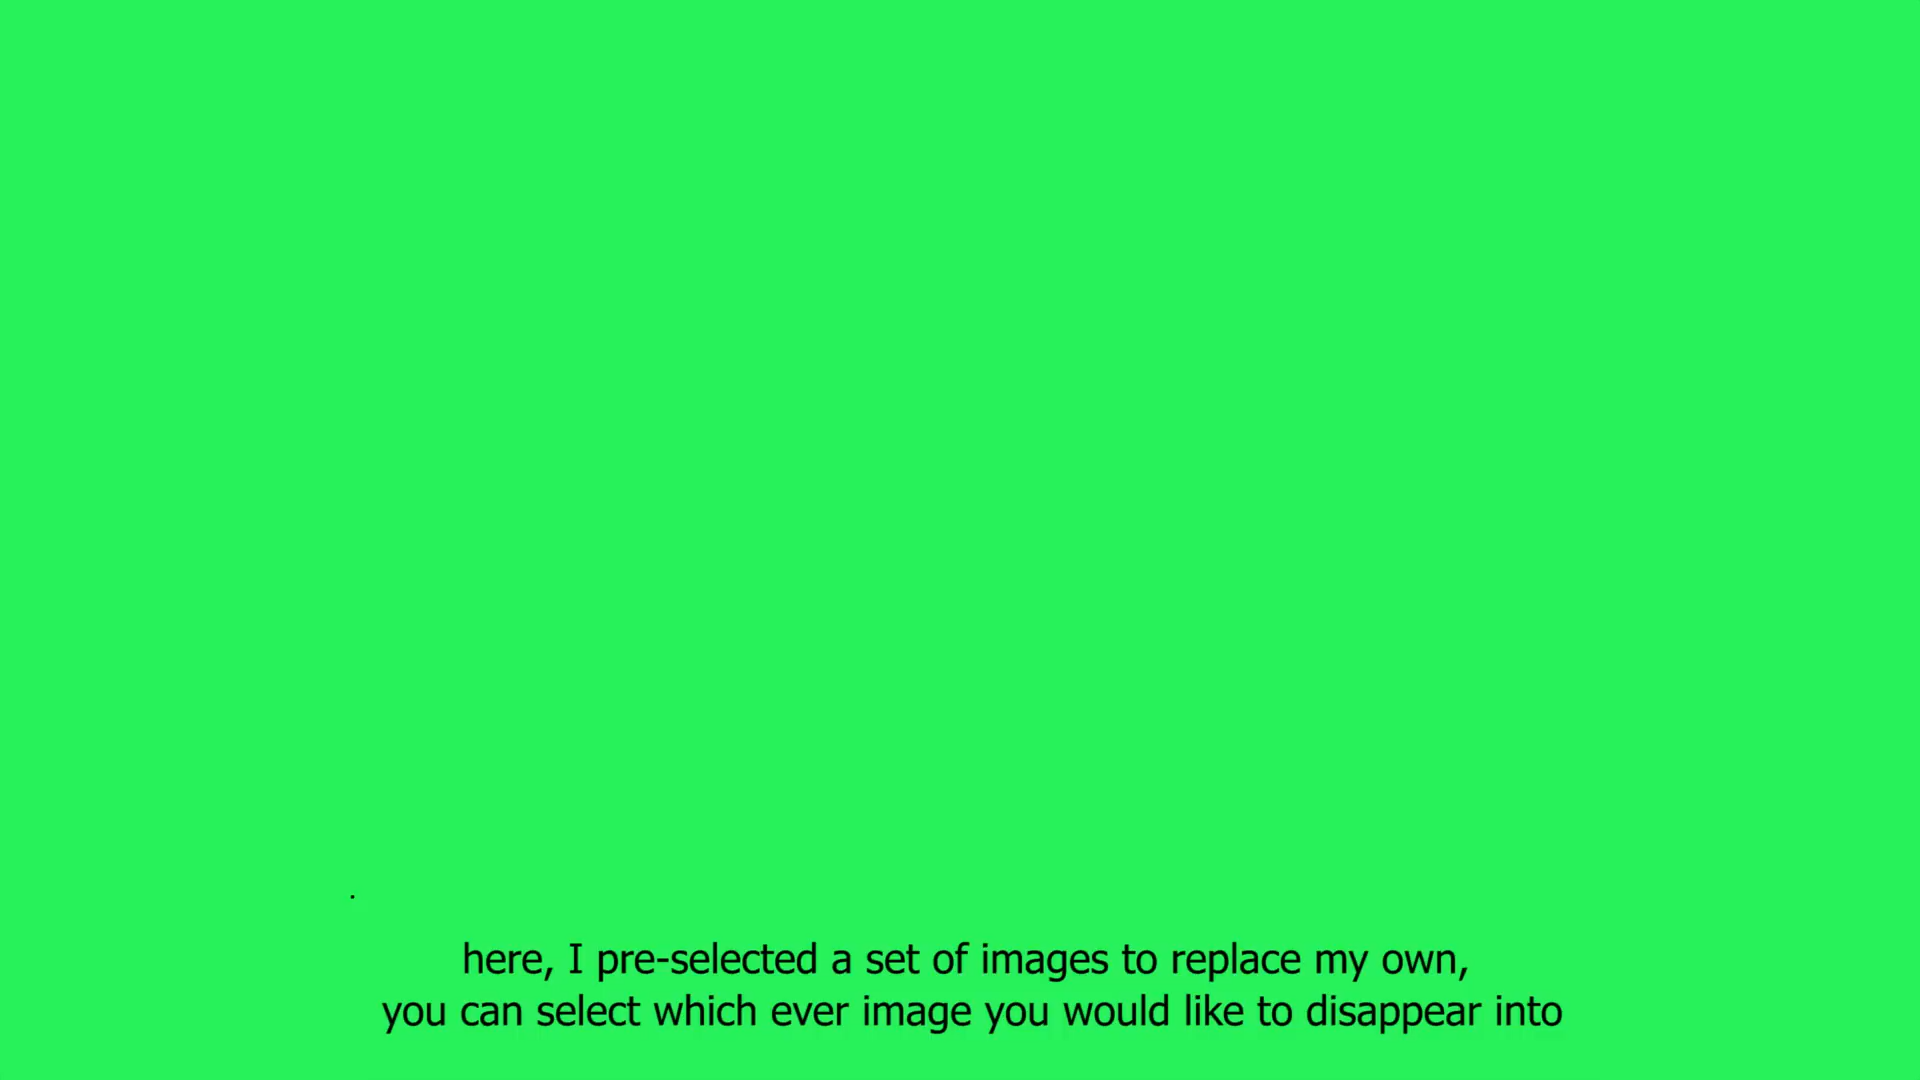 here, I pre-selected a set of images to replace my own,
you can select which ever image you would like to disappear into